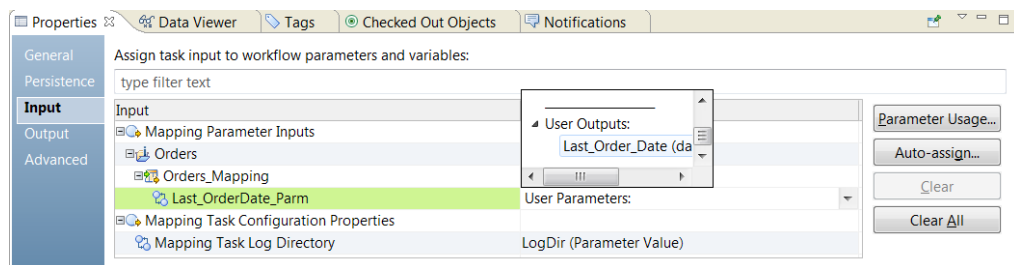 Properties Data Viewer Tags Checked Out Objects Notifications
General
Persistence
Input
Output
Advanced
Assign task input to workflow parameters and variables:
type filter text
Input
Mapping Parameter Inputs
Orders
Orders_Mapping
Last_OrderDate_Parm
User Parameters:
Mapping Task Configuration Properties
Mapping Task Log Directory
LogDir (Parameter Value)
User Outputs:
Last_Order_Date (da
Parameter Usage...
Auto-assign...
Clear
Clear All